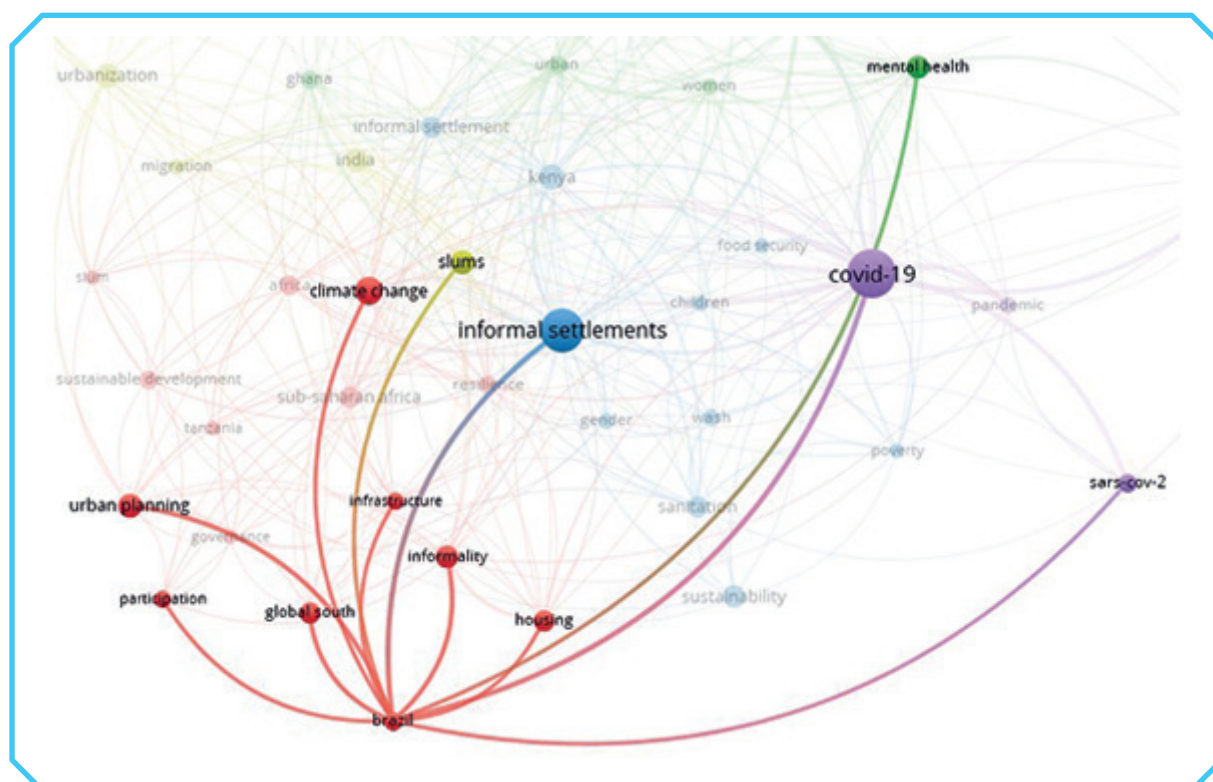 urban
mental health
urbanization
ghana
women
informal settlement
migration
india
kenya
food security
slums
covid-19
slum
africa
climate change
children
pandemic
informal settlements
sustainable development
sub-saharan africa
resilience
gender
wash
tanzania
poverty
sars-cov-2
urban planning
infrastructure
sanitation
governance
informality
participation
global south
housing
sustainability
brazil